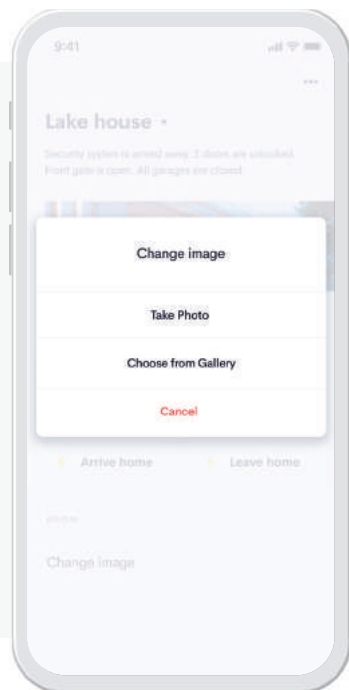 9:41
Lake house
Security system is armed away. 2 doors are unlocked.
Front gate is open. All garages are closed.
Change image
Take Photo
Choose from Gallery
Cancel
Arrive home
Leave home
Change image